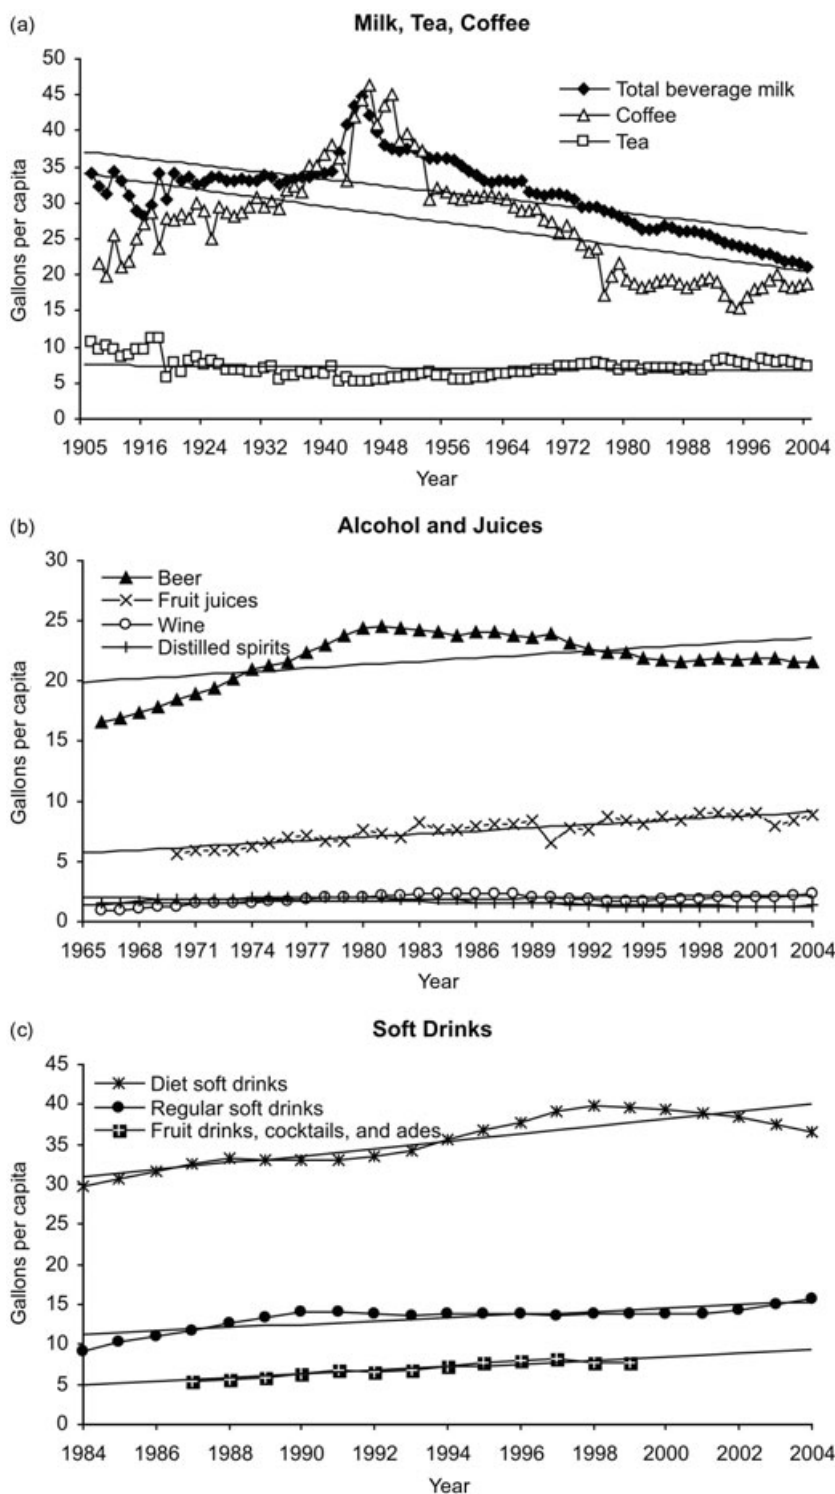 (a)
Milk, Tea, Coffee
50
45
40
35
30
25
20
15
10
5
0
Gallons per capita
Total beverage milk
Coffee
Tea
1905 1916 1924 1932 1940 1948 1956 1964 1972 1980 1988 1996 2004
Year
(b)
Alcohol and Juices
30
25
20
15
10
5
0
Gallons per capita
Beer
Fruit juices
Wine
Distilled spirits
1965 1968 1971 1974 1977 1980 1983 1986 1989 1992 1995 1998 2001 2004
Year
(c)
Soft Drinks
45
40
35
30
25
20
15
10
5
0
Gallons per capita
Diet soft drinks
Regular soft drinks
Fruit drinks, cocktails, and ades
1984 1986 1988 1990 1992 1994 1996 1998 2000 2002 2004
Year